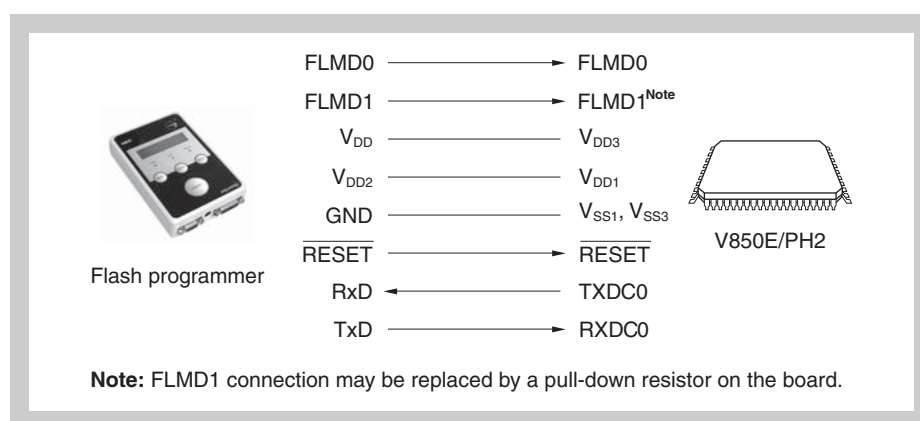 FLMD0 FLMD0
FLMD1 FLMD1Note
VDD VDD3
VDD2 VDD1
GND VSS1, VSS3
RESET RESET
RxD TXDC0
TxD RXDC0
Flash programmer
V850E/PH2
Note: FLMD1 connection may be replaced by a pull-down resistor on the board.